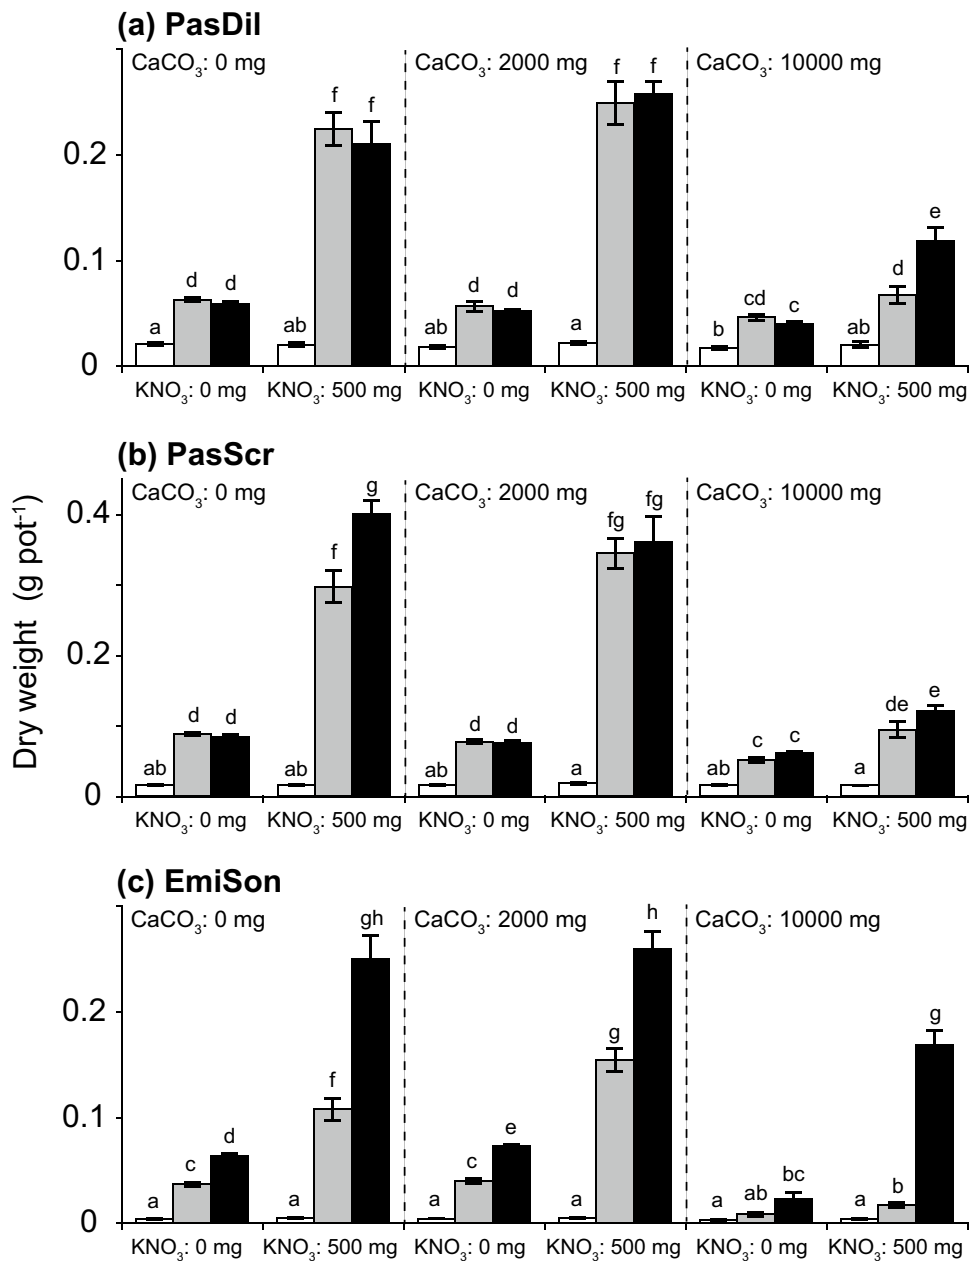 (a) PasDil
CaCO₃: 0 mg
CaCO₃: 2000 mg
CaCO₃: 10000 mg
0.2
0.1
0
a d d ab f f
ab d d a f f
b cd c ab d e
KNO₃: 0 mg KNO₃: 500 mg KNO₃: 0 mg KNO₃: 500 mg KNO₃: 0 mg KNO₃: 500 mg
(b) PasScr
CaCO₃: 0 mg
CaCO₃: 2000 mg
CaCO₃: 10000 mg
Dry weight (g pot⁻¹)
0.4
0.2
0
ab d d ab f g
ab d d a fg fg
ab c c a de e
KNO₃: 0 mg KNO₃: 500 mg KNO₃: 0 mg KNO₃: 500 mg KNO₃: 0 mg KNO₃: 500 mg
(c) EmiSon
CaCO₃: 0 mg
CaCO₃: 2000 mg
CaCO₃: 10000 mg
0.2
0.1
0
a c d a f gh
a c e a g h
a ab bc a b g
KNO₃: 0 mg KNO₃: 500 mg KNO₃: 0 mg KNO₃: 500 mg KNO₃: 0 mg KNO₃: 500 mg